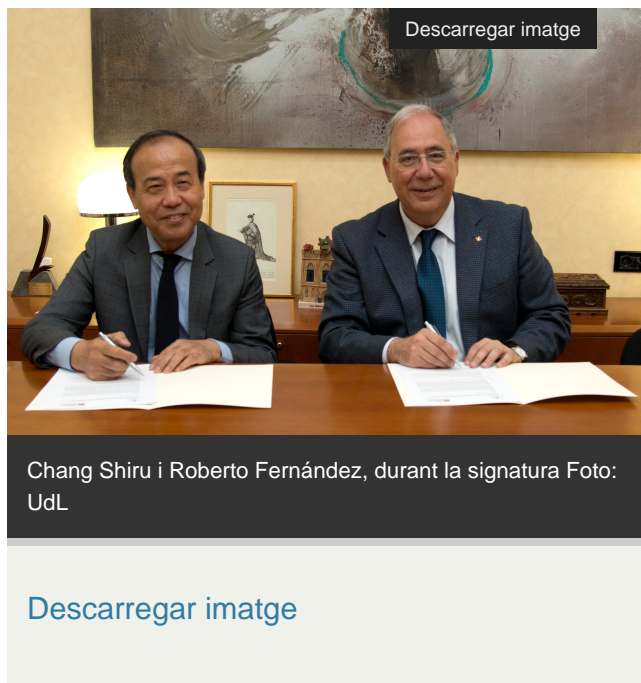 Descarregar imatge
Chang Shiru i Roberto Fernández, durant la signatura Foto:
UdL
Descarregar imatge